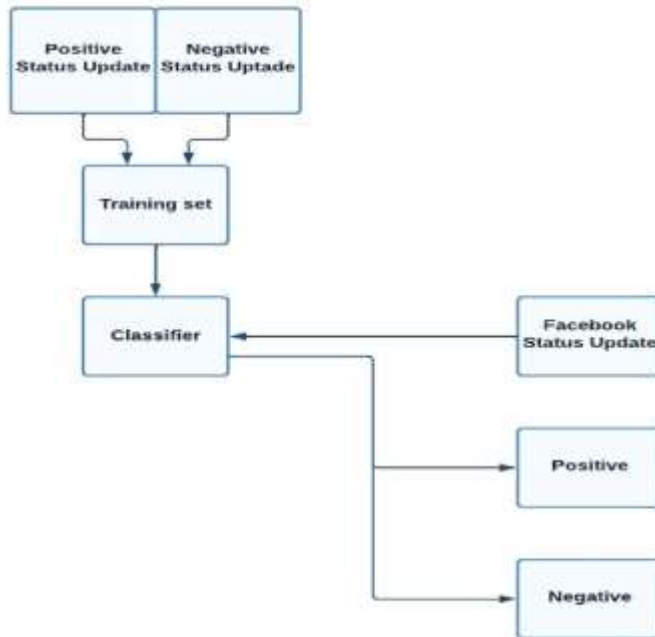 Positive
Status Update
Negative
Status Uptade
Training set
Classifier
Facebook
Status Update
Positive
Negative